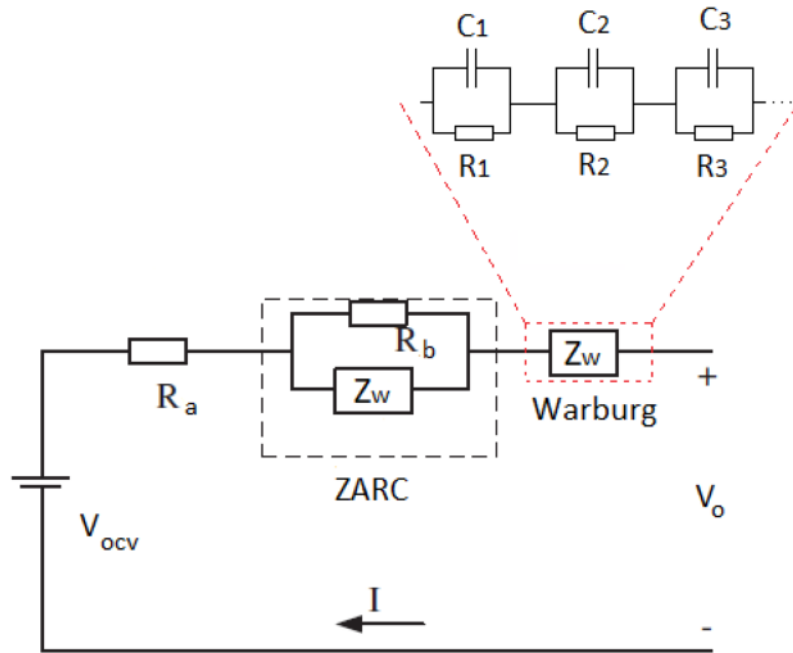 C1 C2 C3
R1 R2 R3
Ra
Rb
Zw
Zw
Warburg
ZARC
+
Vocv
Vo
I
-